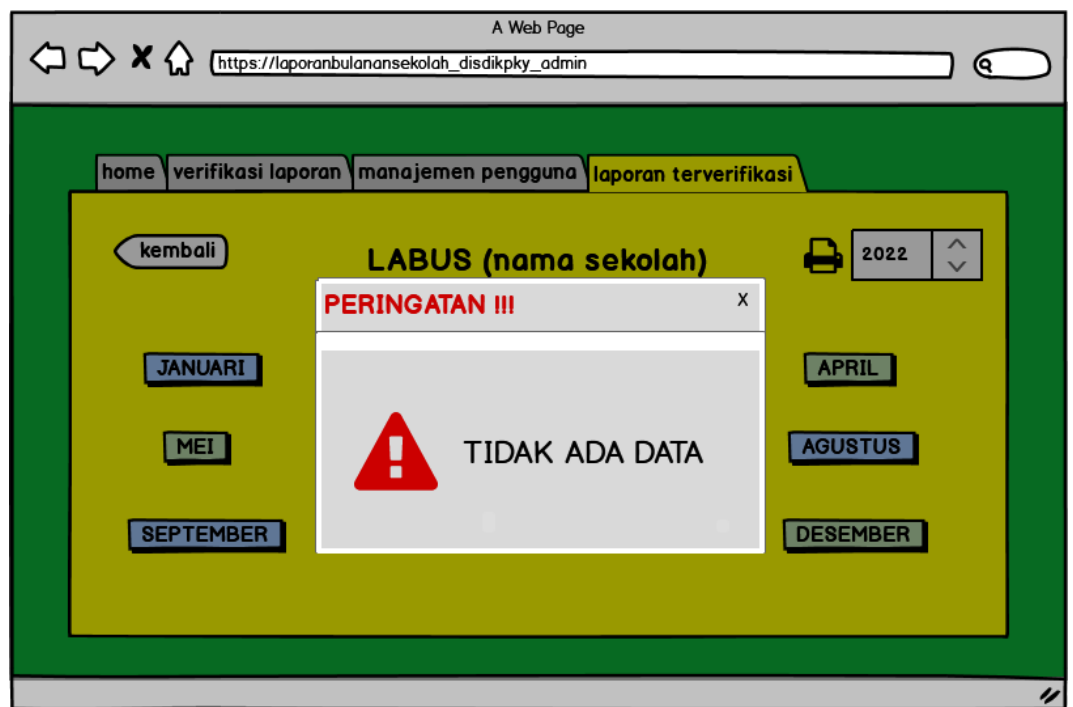 A Web Page
https://laporanbulanansekolah_disdikpky_admin
home verifikasi laporan manajemen pengguna laporan terverifikasi
kembali
LABUS (nama sekolah)
2022
PERINGATAN !!!
X
JANUARI
APRIL
TIDAK ADA DATA
MEI
AGUSTUS
SEPTEMBER
DESEMBER